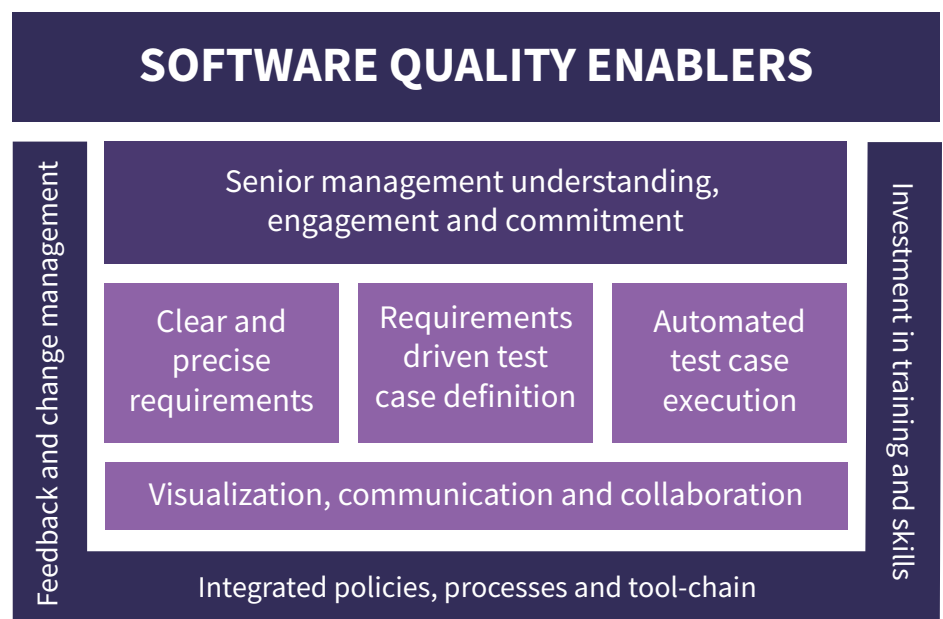 SOFTWARE QUALITY ENABLERS
Feedback and change management
Senior management understanding,
engagement and commitment
Clear and
precise
requirements
Requirements
driven test
case definition
Automated
test case
execution
Visualization, communication and collaboration
Investment in training and skills
Integrated policies, processes and tool-chain